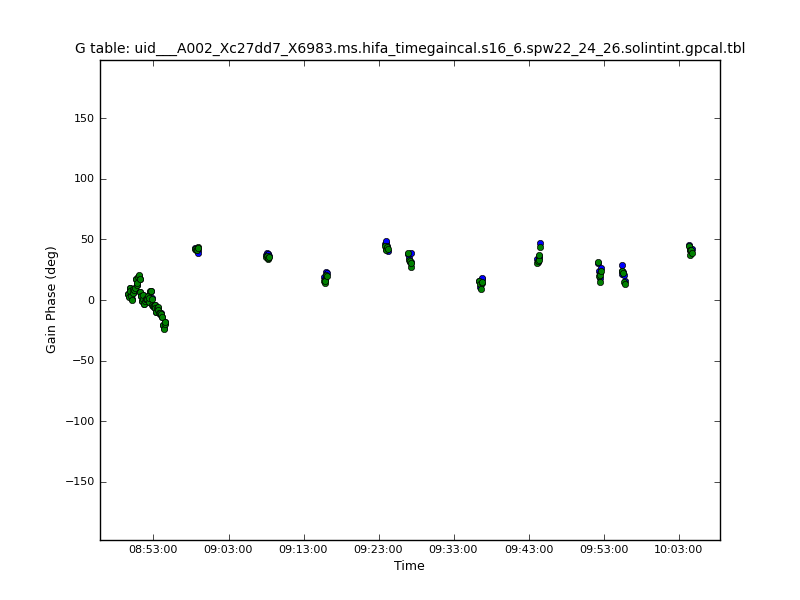 G table: uid___A002_Xc27dd7_X6983.ms.hifa_timegaincal.s16_6.spw22_24_26.solintint.gpcal.tbl
150
100
50
0
−50
−100
−150
Gain Phase (deg)
08:53:00 09:03:00 09:13:00 09:23:00 09:33:00 09:43:00 09:53:00 10:03:00
Time